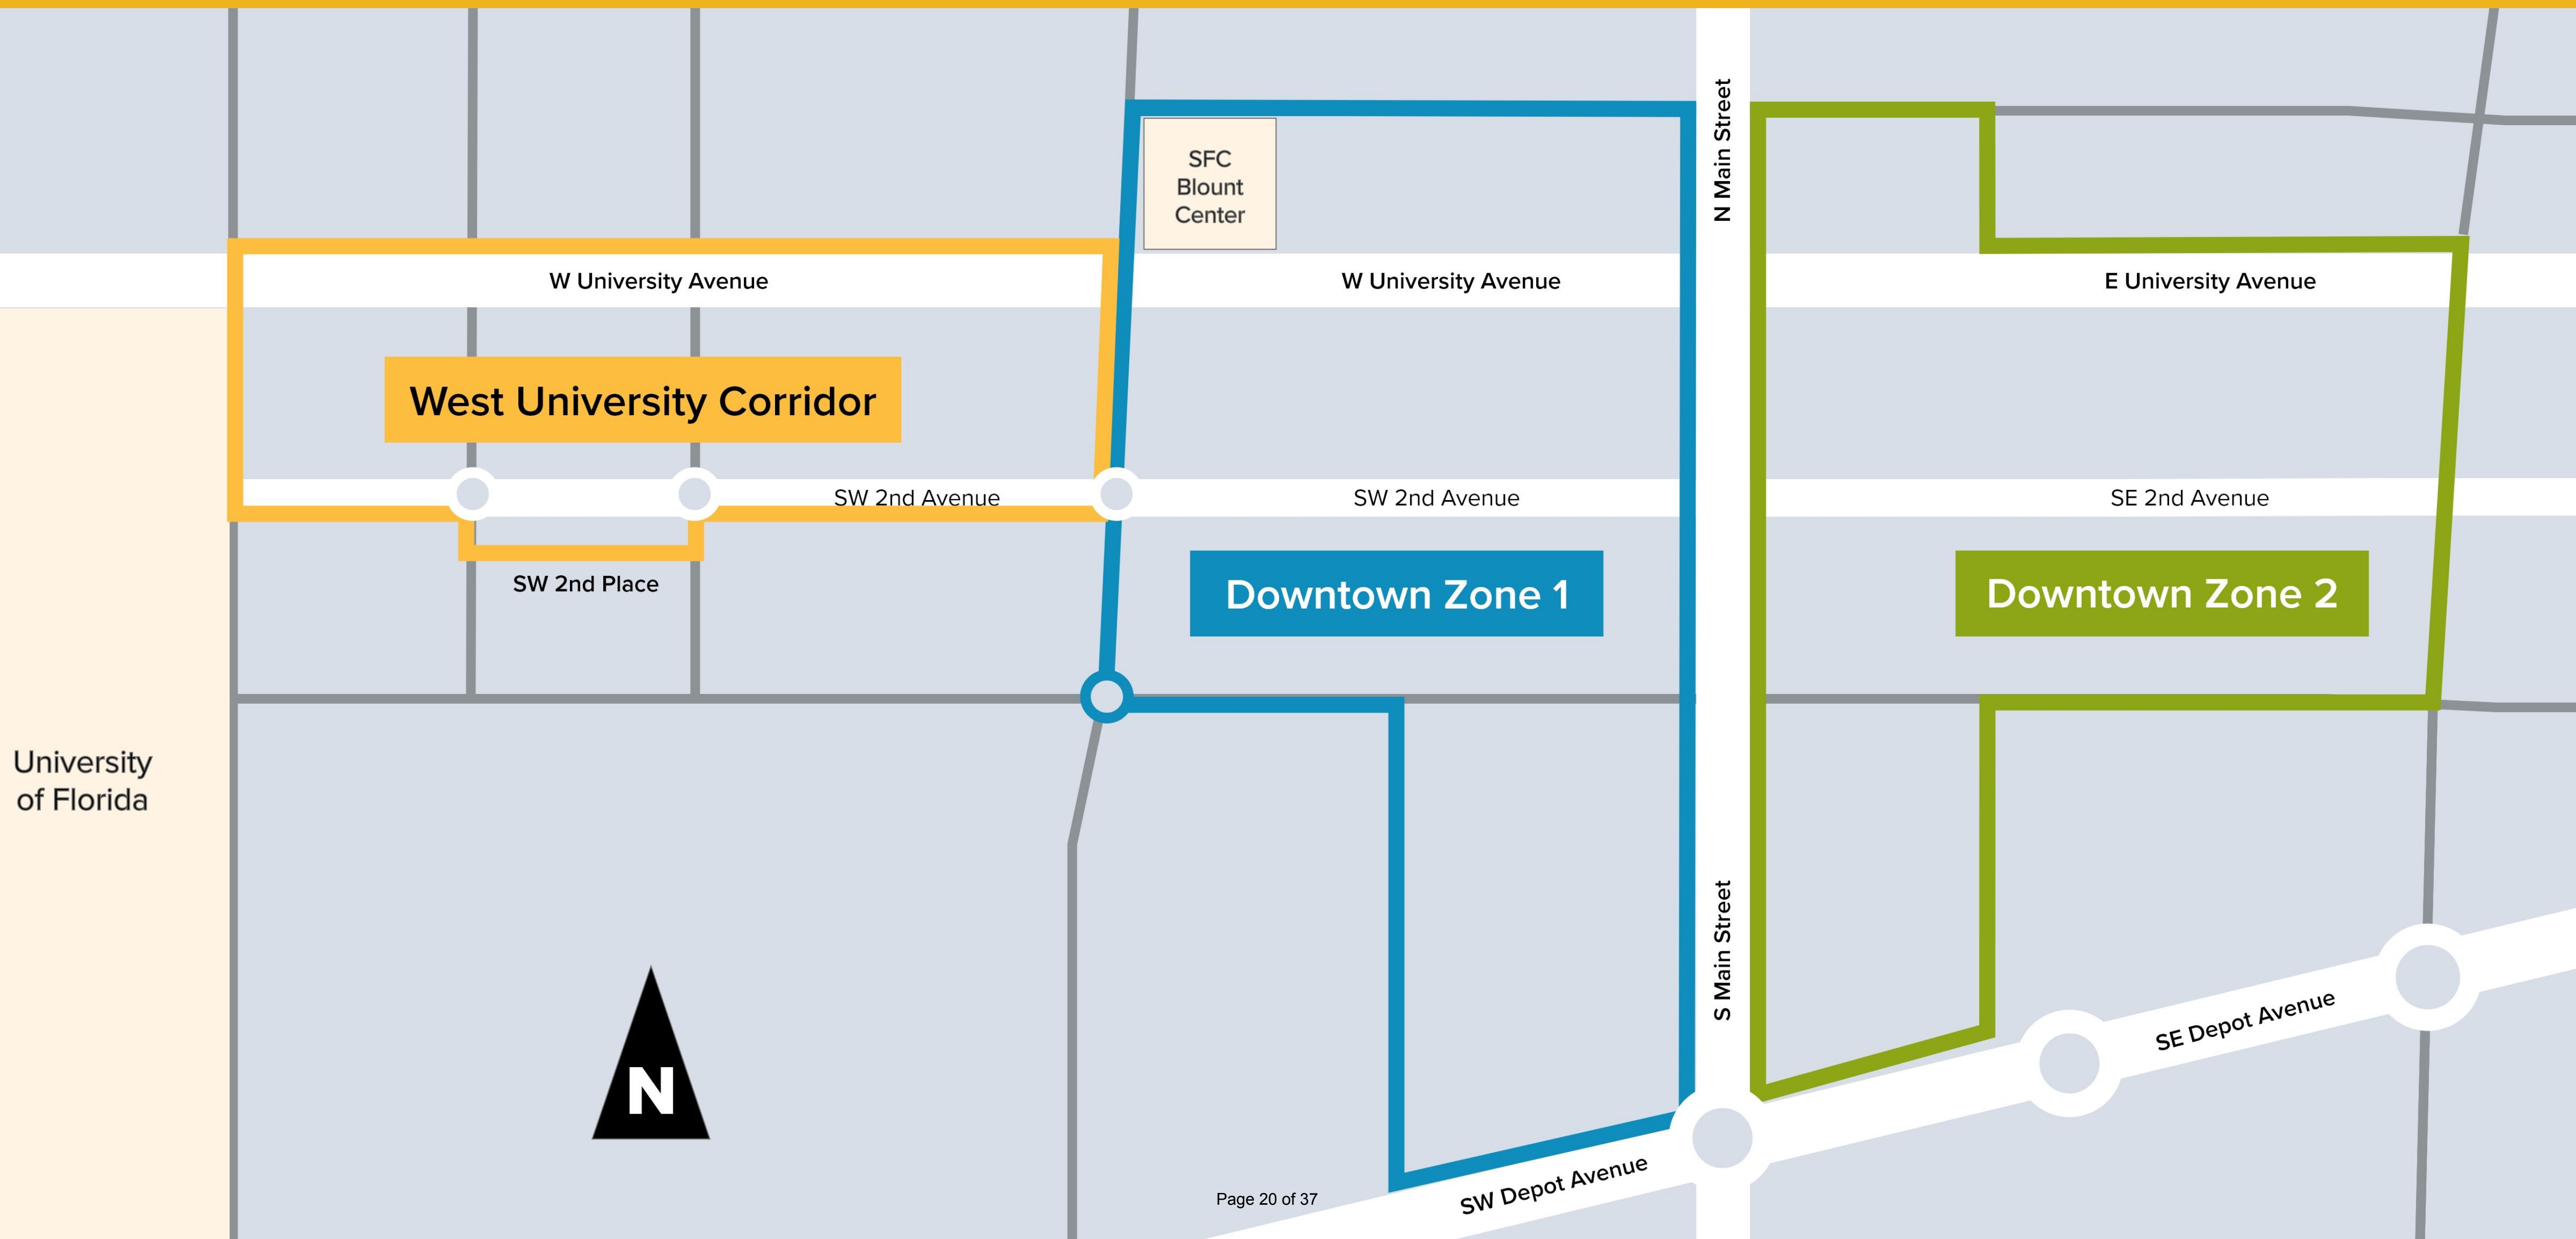 N Main Street
SFC
Blount
Center
W University Avenue
W University Avenue
E University Avenue
West University Corridor
SW 2nd Avenue
SW 2nd Avenue
SE 2nd Avenue
SW 2nd Place
Downtown Zone 1
Downtown Zone 2
University
of Florida
S Main Street
SE Depot Avenue
N
SW Depot Avenue
Page 20 of 37